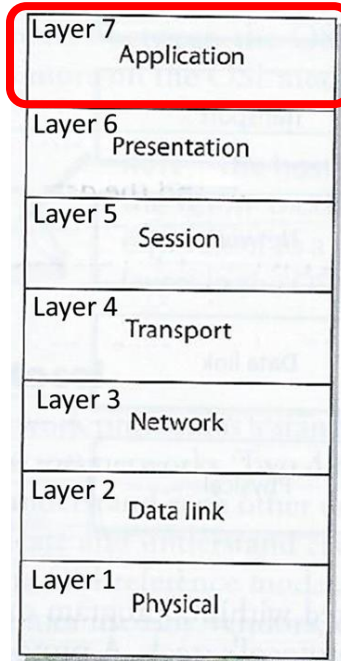 Layer 7
Application
Layer 6
Presentation
Layer 5
Session
Layer 4
Transport
Layer 3
Network
Layer 2
Data link
Layer 1
Physical